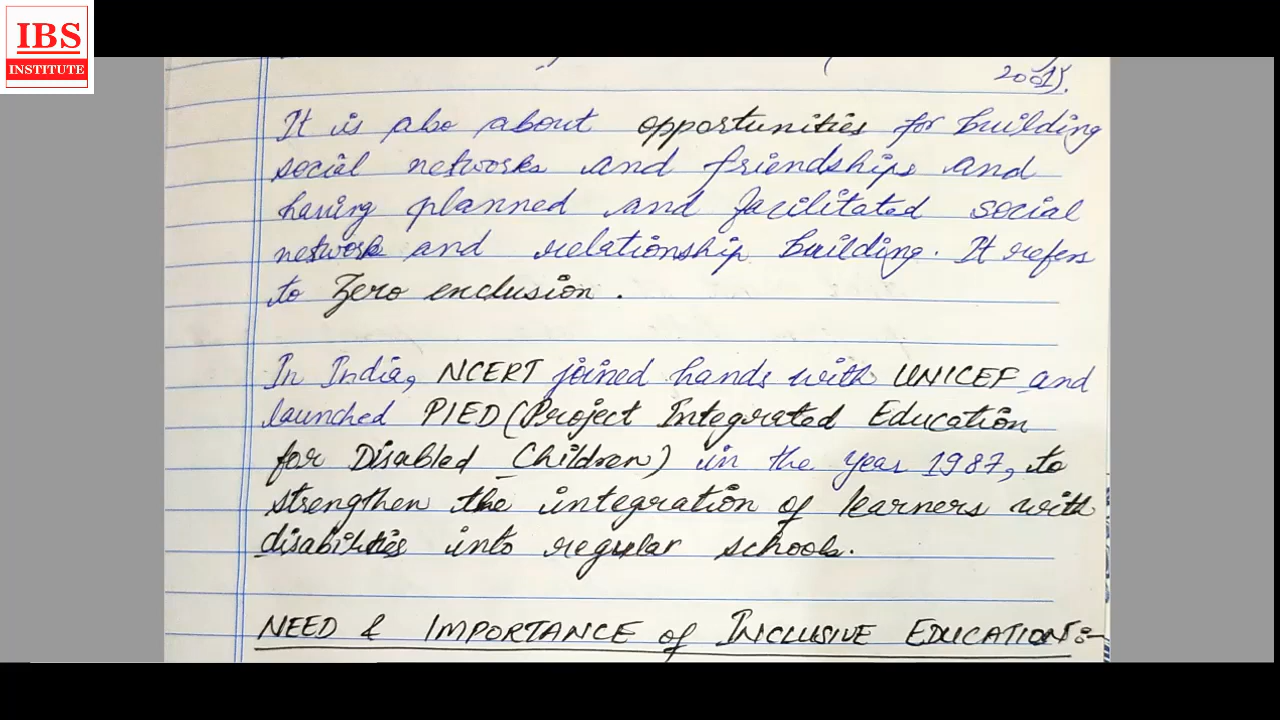 IBS
INSTITUTE
2001).
It is also about opportunities for building
social networks and friendships and
having planned and facilitated social
network and relationship building. It refers
to Zero exclusion.
In India, NCERT joined hands with UNICEF and
launched PIED (Project Integrated Education
for Disabled Children) in the year 1987, to
strengthen the integration of learners with
disabilities into regular schools.
NEED & IMPORTANCE of INCLUSIVE EDUCATION:-